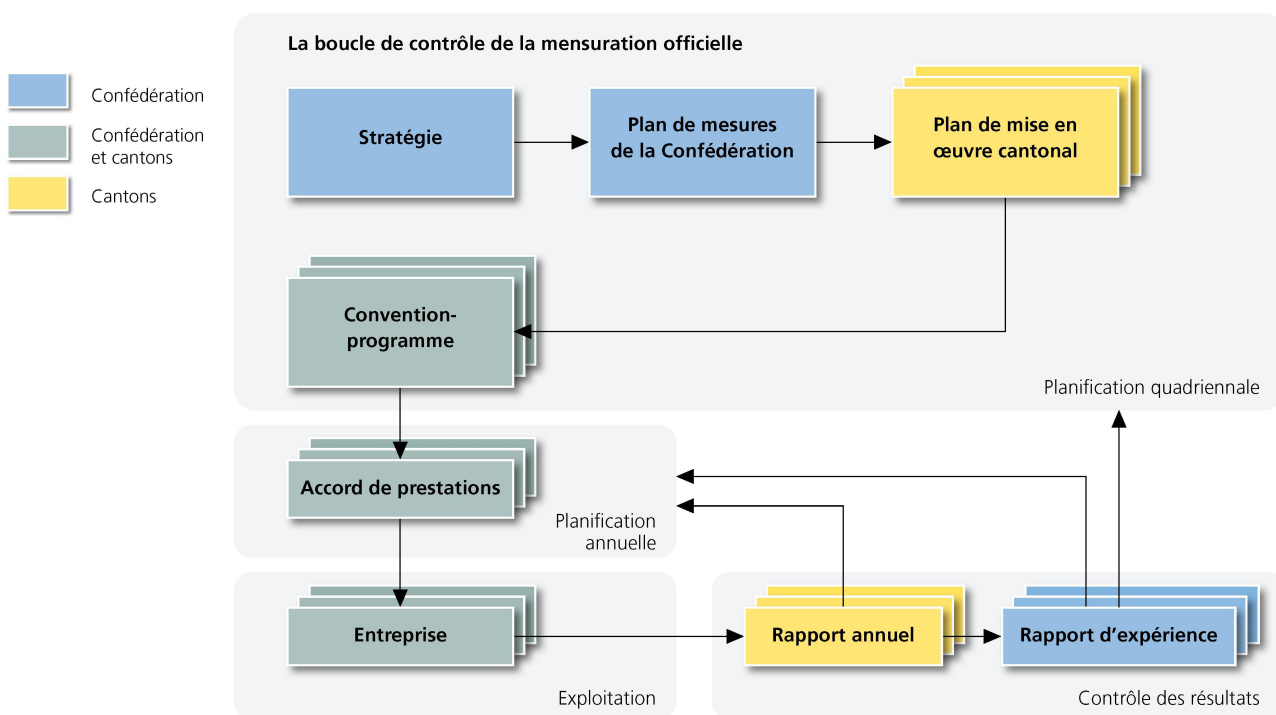 La boucle de contrôle de la mensuration officielle
Confédération
Confédération
et cantons
Cantons
Stratégie
Plan de mesures
de la Confédération
Plan de mise en
œuvre cantonal
Convention-
programme
Planification quadriennale
Accord de prestations
Planification
annuelle
Entreprise
Exploitation
Rapport annuel
Rapport d’expérience
Contrôle des résultats